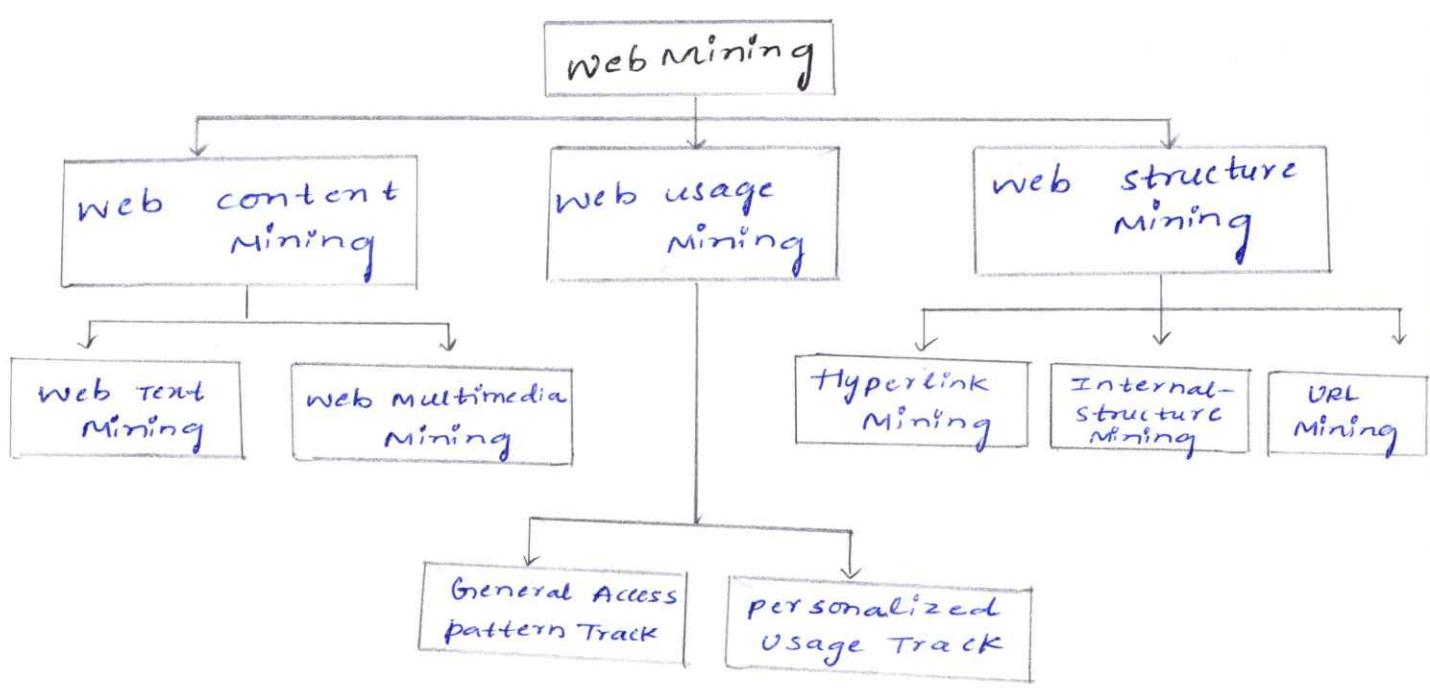 Web Mining
Web content
Mining
Web usage
Mining
Web structure
Mining
Web Text
Mining
Web Multimedia
Mining
Hyperlink
Mining
Internal-
Structure
Mining
URL
Mining
General Access
pattern Track
personalized
Usage Track